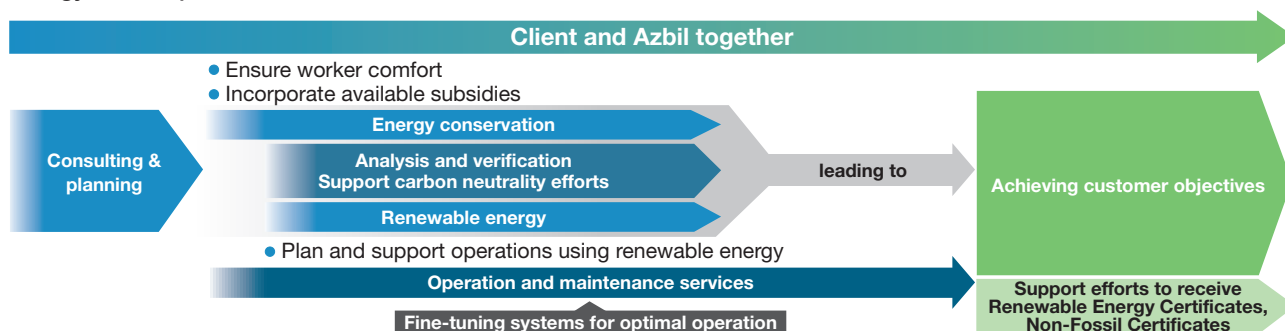 Client and Azbil together
● Ensure worker comfort
● Incorporate available subsidies
Consulting &
planning
Energy conservation
Analysis and verification
Support carbon neutrality efforts
Renewable energy
leading to
Achieving customer objectives
● Plan and support operations using renewable energy
Operation and maintenance services
Fine-tuning systems for optimal operation
Support efforts to receive
Renewable Energy Certificates,
Non-Fossil Certificates